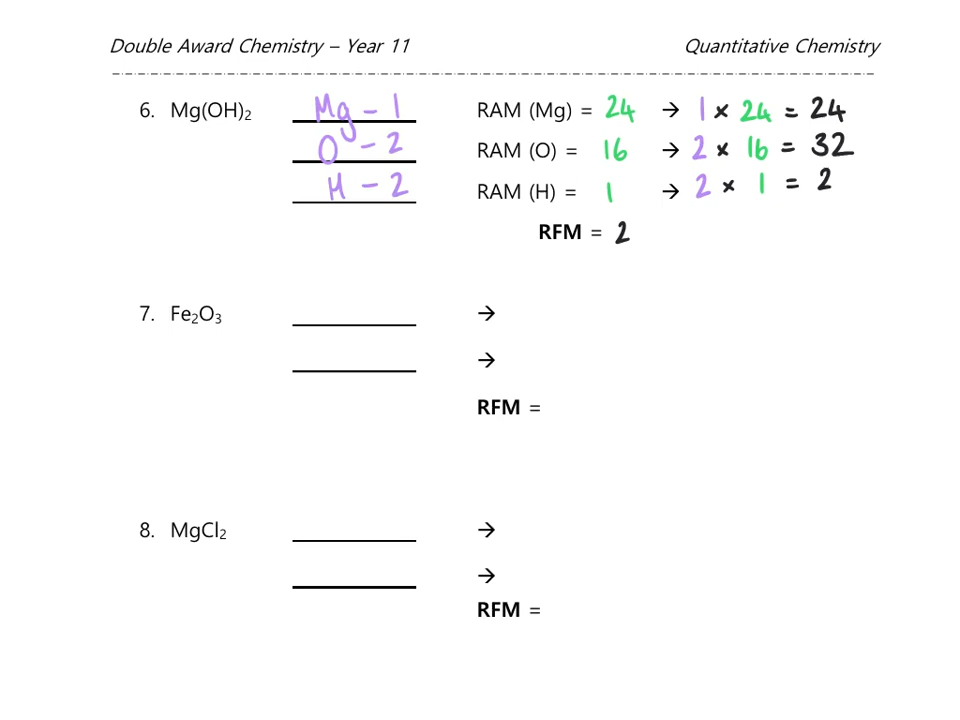 Double Award Chemistry – Year 11 Quantitative Chemistry
6. Mg(OH)₂ Mg - 1 RAM (Mg) = 24 → 1 × 24 = 24
O - 2 RAM (O) = 16 → 2 × 16 = 32
H - 2 RAM (H) = 1 → 2 × 1 = 2
RFM = 2
7. Fe₂O₃ →
→
RFM =
8. MgCl₂ →
→
RFM =